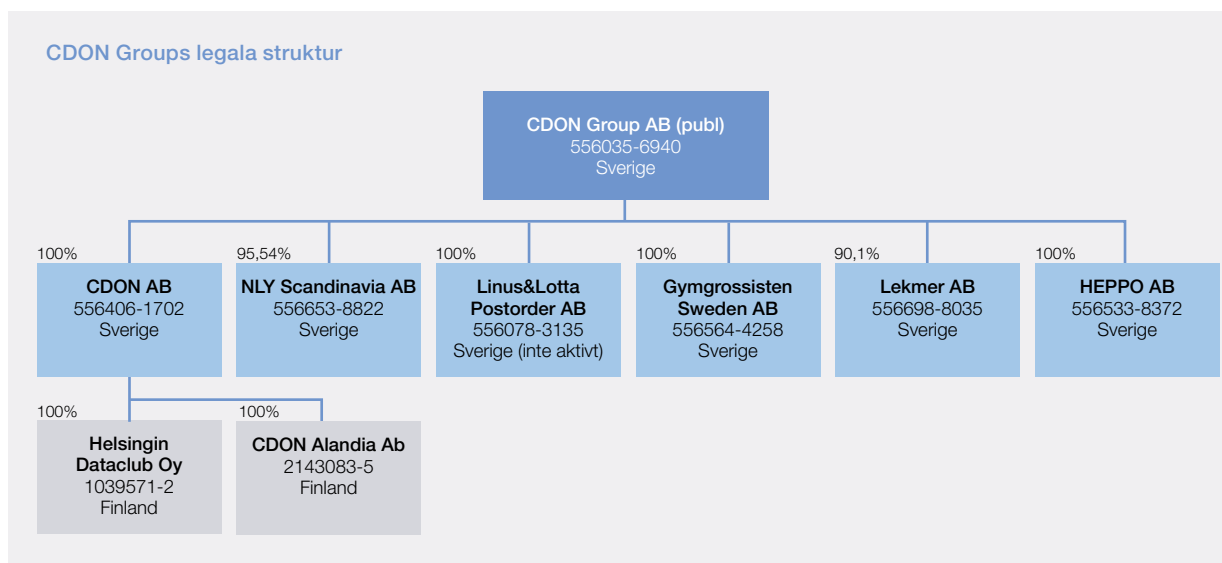 CDON Groups legala struktur
CDON Group AB (publ)
556035-6940
Sverige
100%
CDON AB
556406-1702
Sverige
95,54%
NLY Scandinavia AB
556653-8822
Sverige
100%
Linus&Lotta
Postorder AB
556078-3135
Sverige (inte aktivt)
100%
Gymgrossisten
Sweden AB
556564-4258
Sverige
90,1%
Lekmer AB
556698-8035
Sverige
100%
HEPPO AB
556533-8372
Sverige
100%
Helsingin
Dataclub Oy
1039571-2
Finland
100%
CDON Alandia Ab
2143083-5
Finland